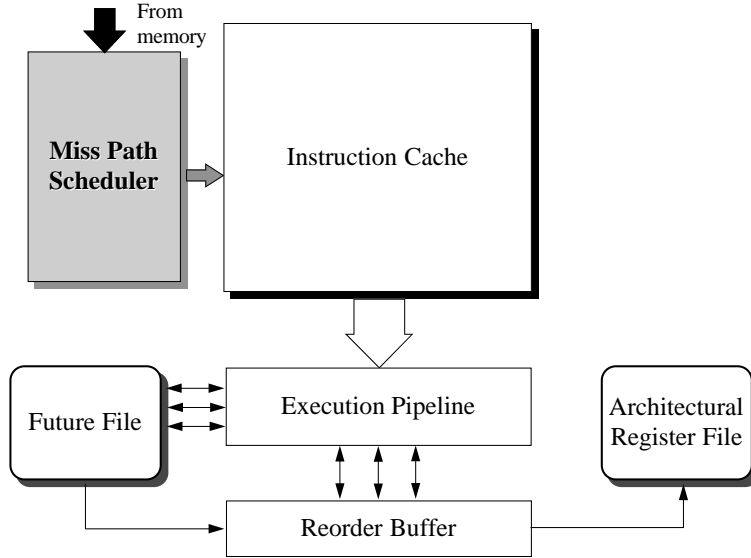 From
memory
Miss Path
Scheduler
Instruction Cache
Future File
Execution Pipeline
Architectural
Register File
Reorder Buffer